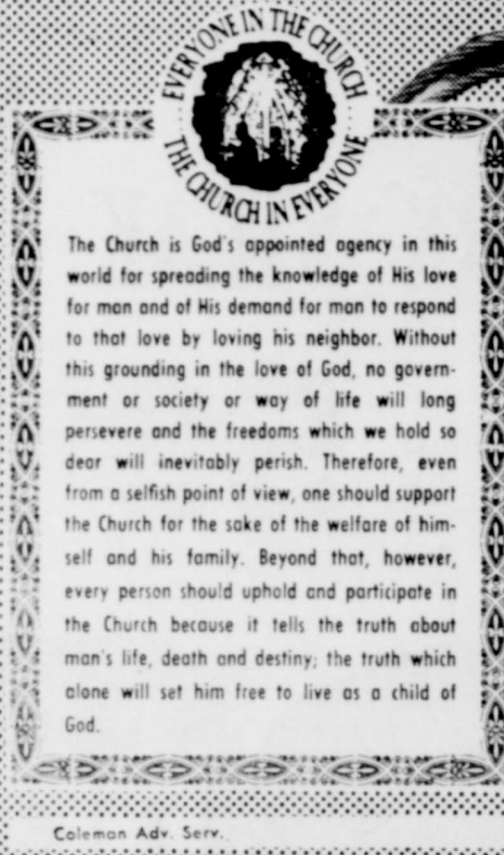 EVERYONE IN THE CHURCH
THE CHURCH IN EVERYONE
The Church is God's appointed agency in this
world for spreading the knowledge of His love
for man and of His demand for man to respond
to that love by loving his neighbor. Without
this grounding in the love of God, no govern-
ment or society or way of life will long
persevere and the freedoms which we hold so
dear will inevitably perish. Therefore, even
from a selfish point of view, one should support
the Church for the sake of the welfare of him-
self and his family. Beyond that, however,
every person should uphold and participate in
the Church because it tells the truth about
man's life, death and destiny; the truth which
alone will set him free to live as a child of
God.
Coleman Adv. Serv.